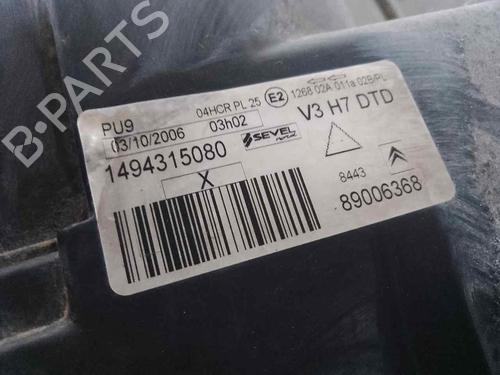 PU9
04HCR PL 25
E2
1268 02A 011a 02B/PL
03/10/2006
03h02
SEVEL
V3 H7 DTD
1494315080
X
8443
89006368
B-PARTS